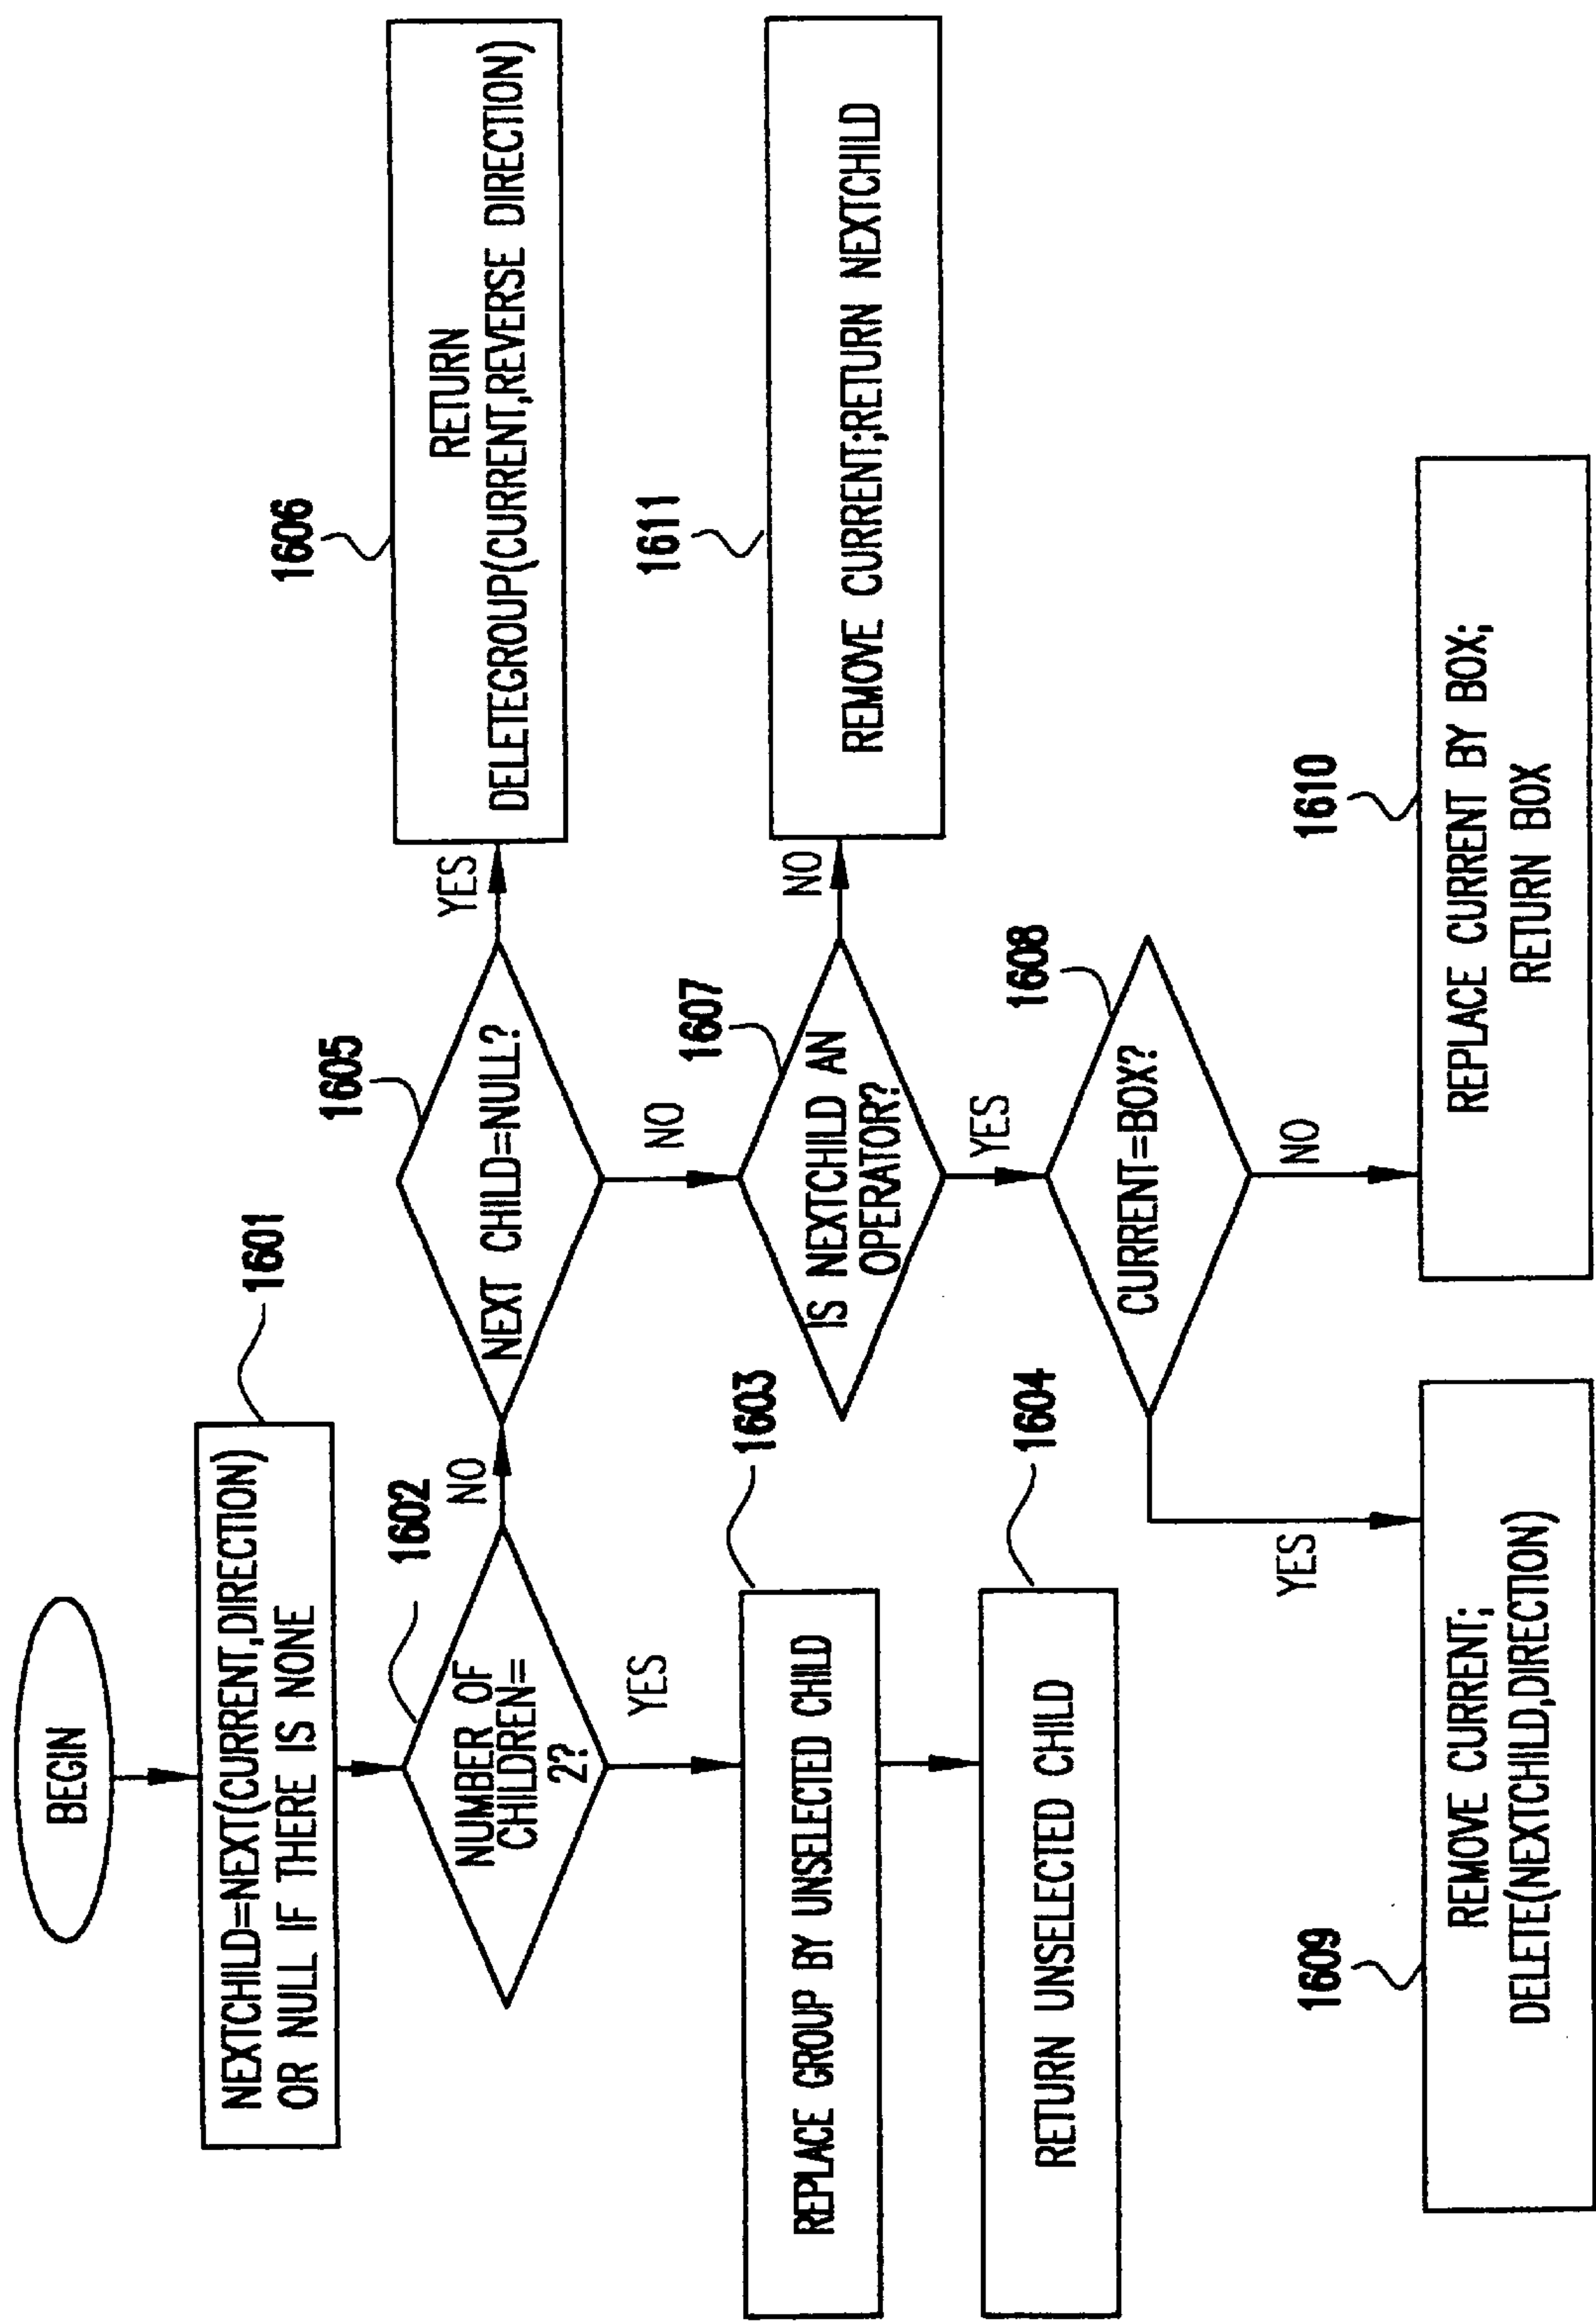 BEGIN
1601
NEXTCHILD=NEXT(CURRENT,DIRECTION)
OR NULL IF THERE IS NONE
1602
NUMBER OF
CHILDREN=
2?
NO
YES
1603
REPLACE GROUP BY UNSELECTED CHILD
1604
RETURN UNSELECTED CHILD
1605
NEXT CHILD=NULL?
YES
NO
1606
RETURN
DELETEGROUP(CURRENT,REVERSE DIRECTION)
1607
IS NEXTCHILD AN
OPERATOR?
NO
YES
1611
REMOVE CURRENT;RETURN NEXTCHILD
1608
CURRENT=BOX?
YES
NO
1609
REMOVE CURRENT;
DELETE(NEXTCHILD,DIRECTION)
1610
REPLACE CURRENT BY BOX;
RETURN BOX